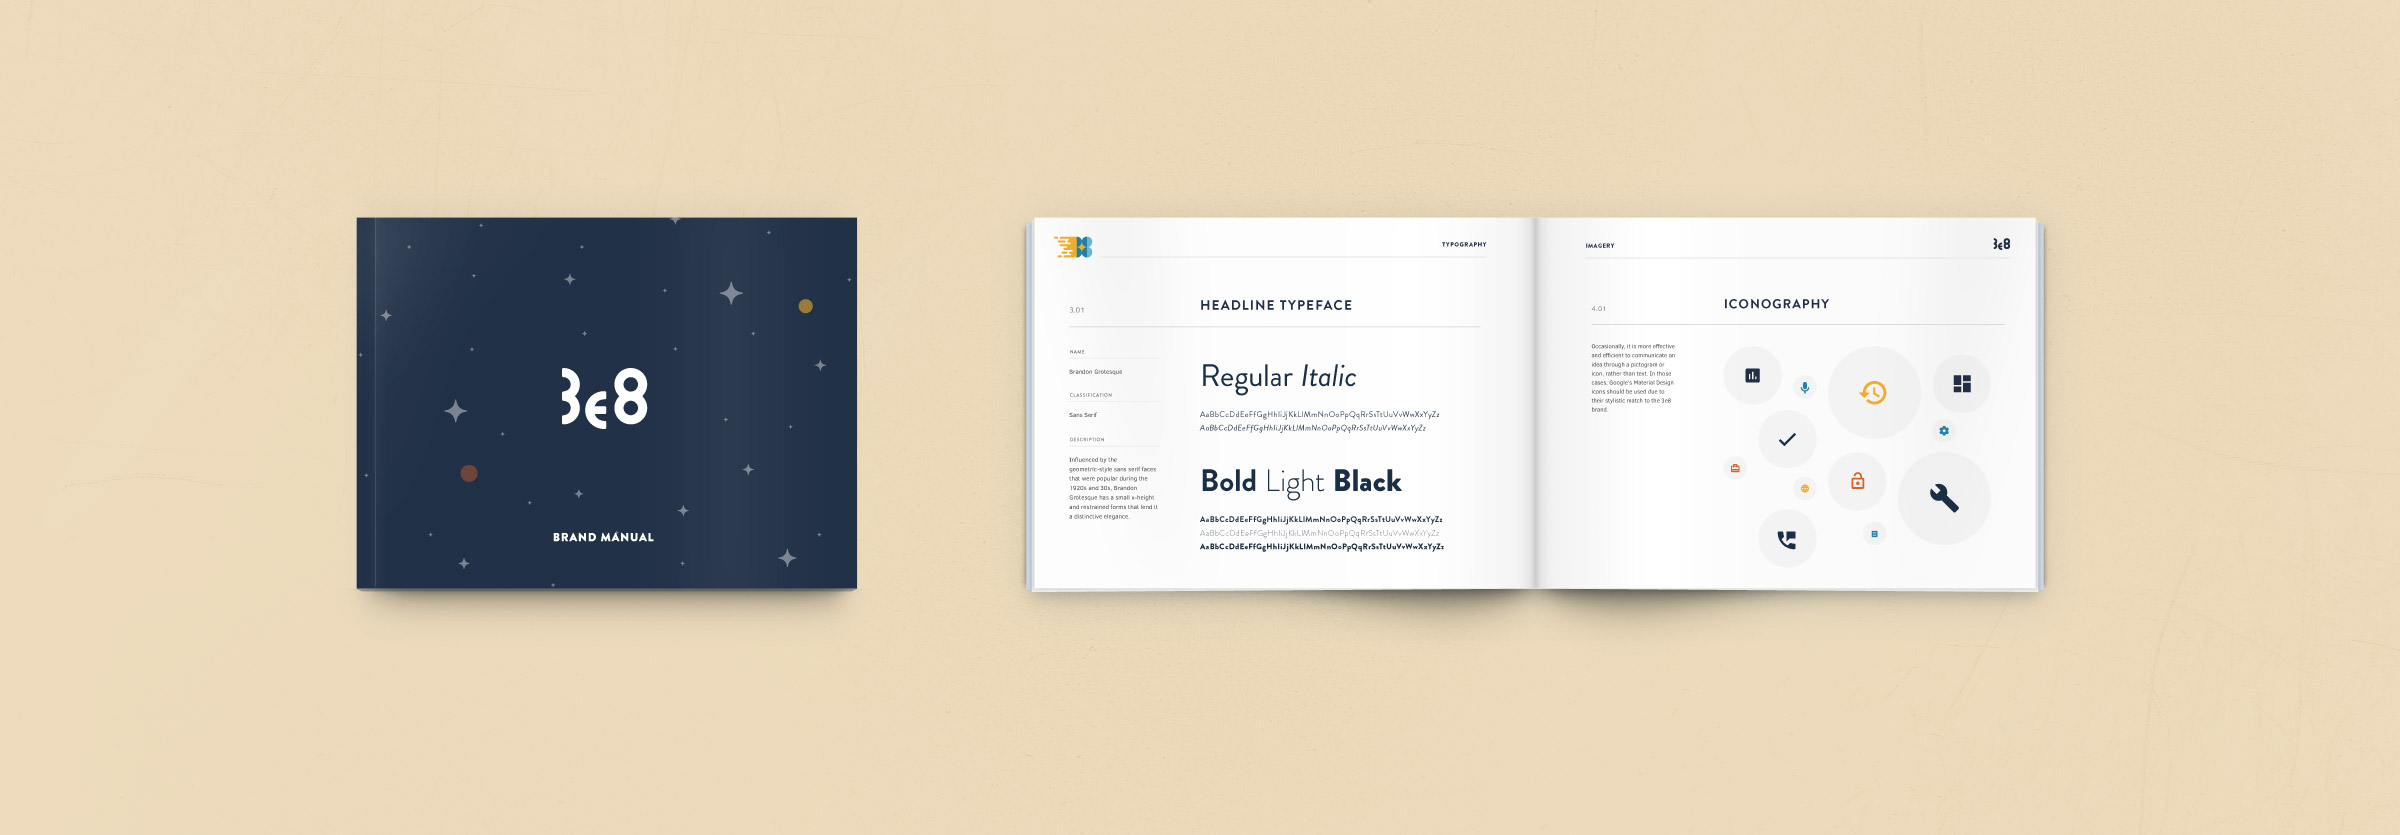 3e8
BRAND MANUAL
TYPOGRAPHY
3.01
HEADLINE TYPEFACE
NAME
Brandon Grotesque
CLASSIFICATION
Sans Serif
DESCRIPTION
Influenced by the
geometric-style sans serif faces
that were popular during the
1920s and 30s, Brandon
Grotesque has a small x-height
and restrained forms that lend it
a distinctive elegance.
Regular Italic
AaBbCcDdEeFfGgHhIiJjKkLlMmNnOoPpQqRrSsTtUuVvWwXxYyZz
AaBbCcDdEeFfGgHhIiJjKkLlMmNnOoPpQqRrSsTtUuVvWwXxYyZz
Bold Light Black
AaBbCcDdEeFfGgHhIiJjKkLlMmNnOoPpQqRrSsTtUuVvWwXxYyZz
AaBbCcDdEeFfGgHhIiJjKkLlMmNnOoPpQqRrSsTtUuVvWwXxYyZz
AaBbCcDdEeFfGgHhIiJjKkLlMmNnOoPpQqRrSsTtUuVvWwXxYyZz
IMAGERY
3e8
4.01
ICONOGRAPHY
Occasionally, it is more effective
and efficient to communicate an
idea through a pictogram or
icon, rather than text. In those
cases, Google's Material Design
icons should be used due to
their stylistic match to the 3e8
brand.